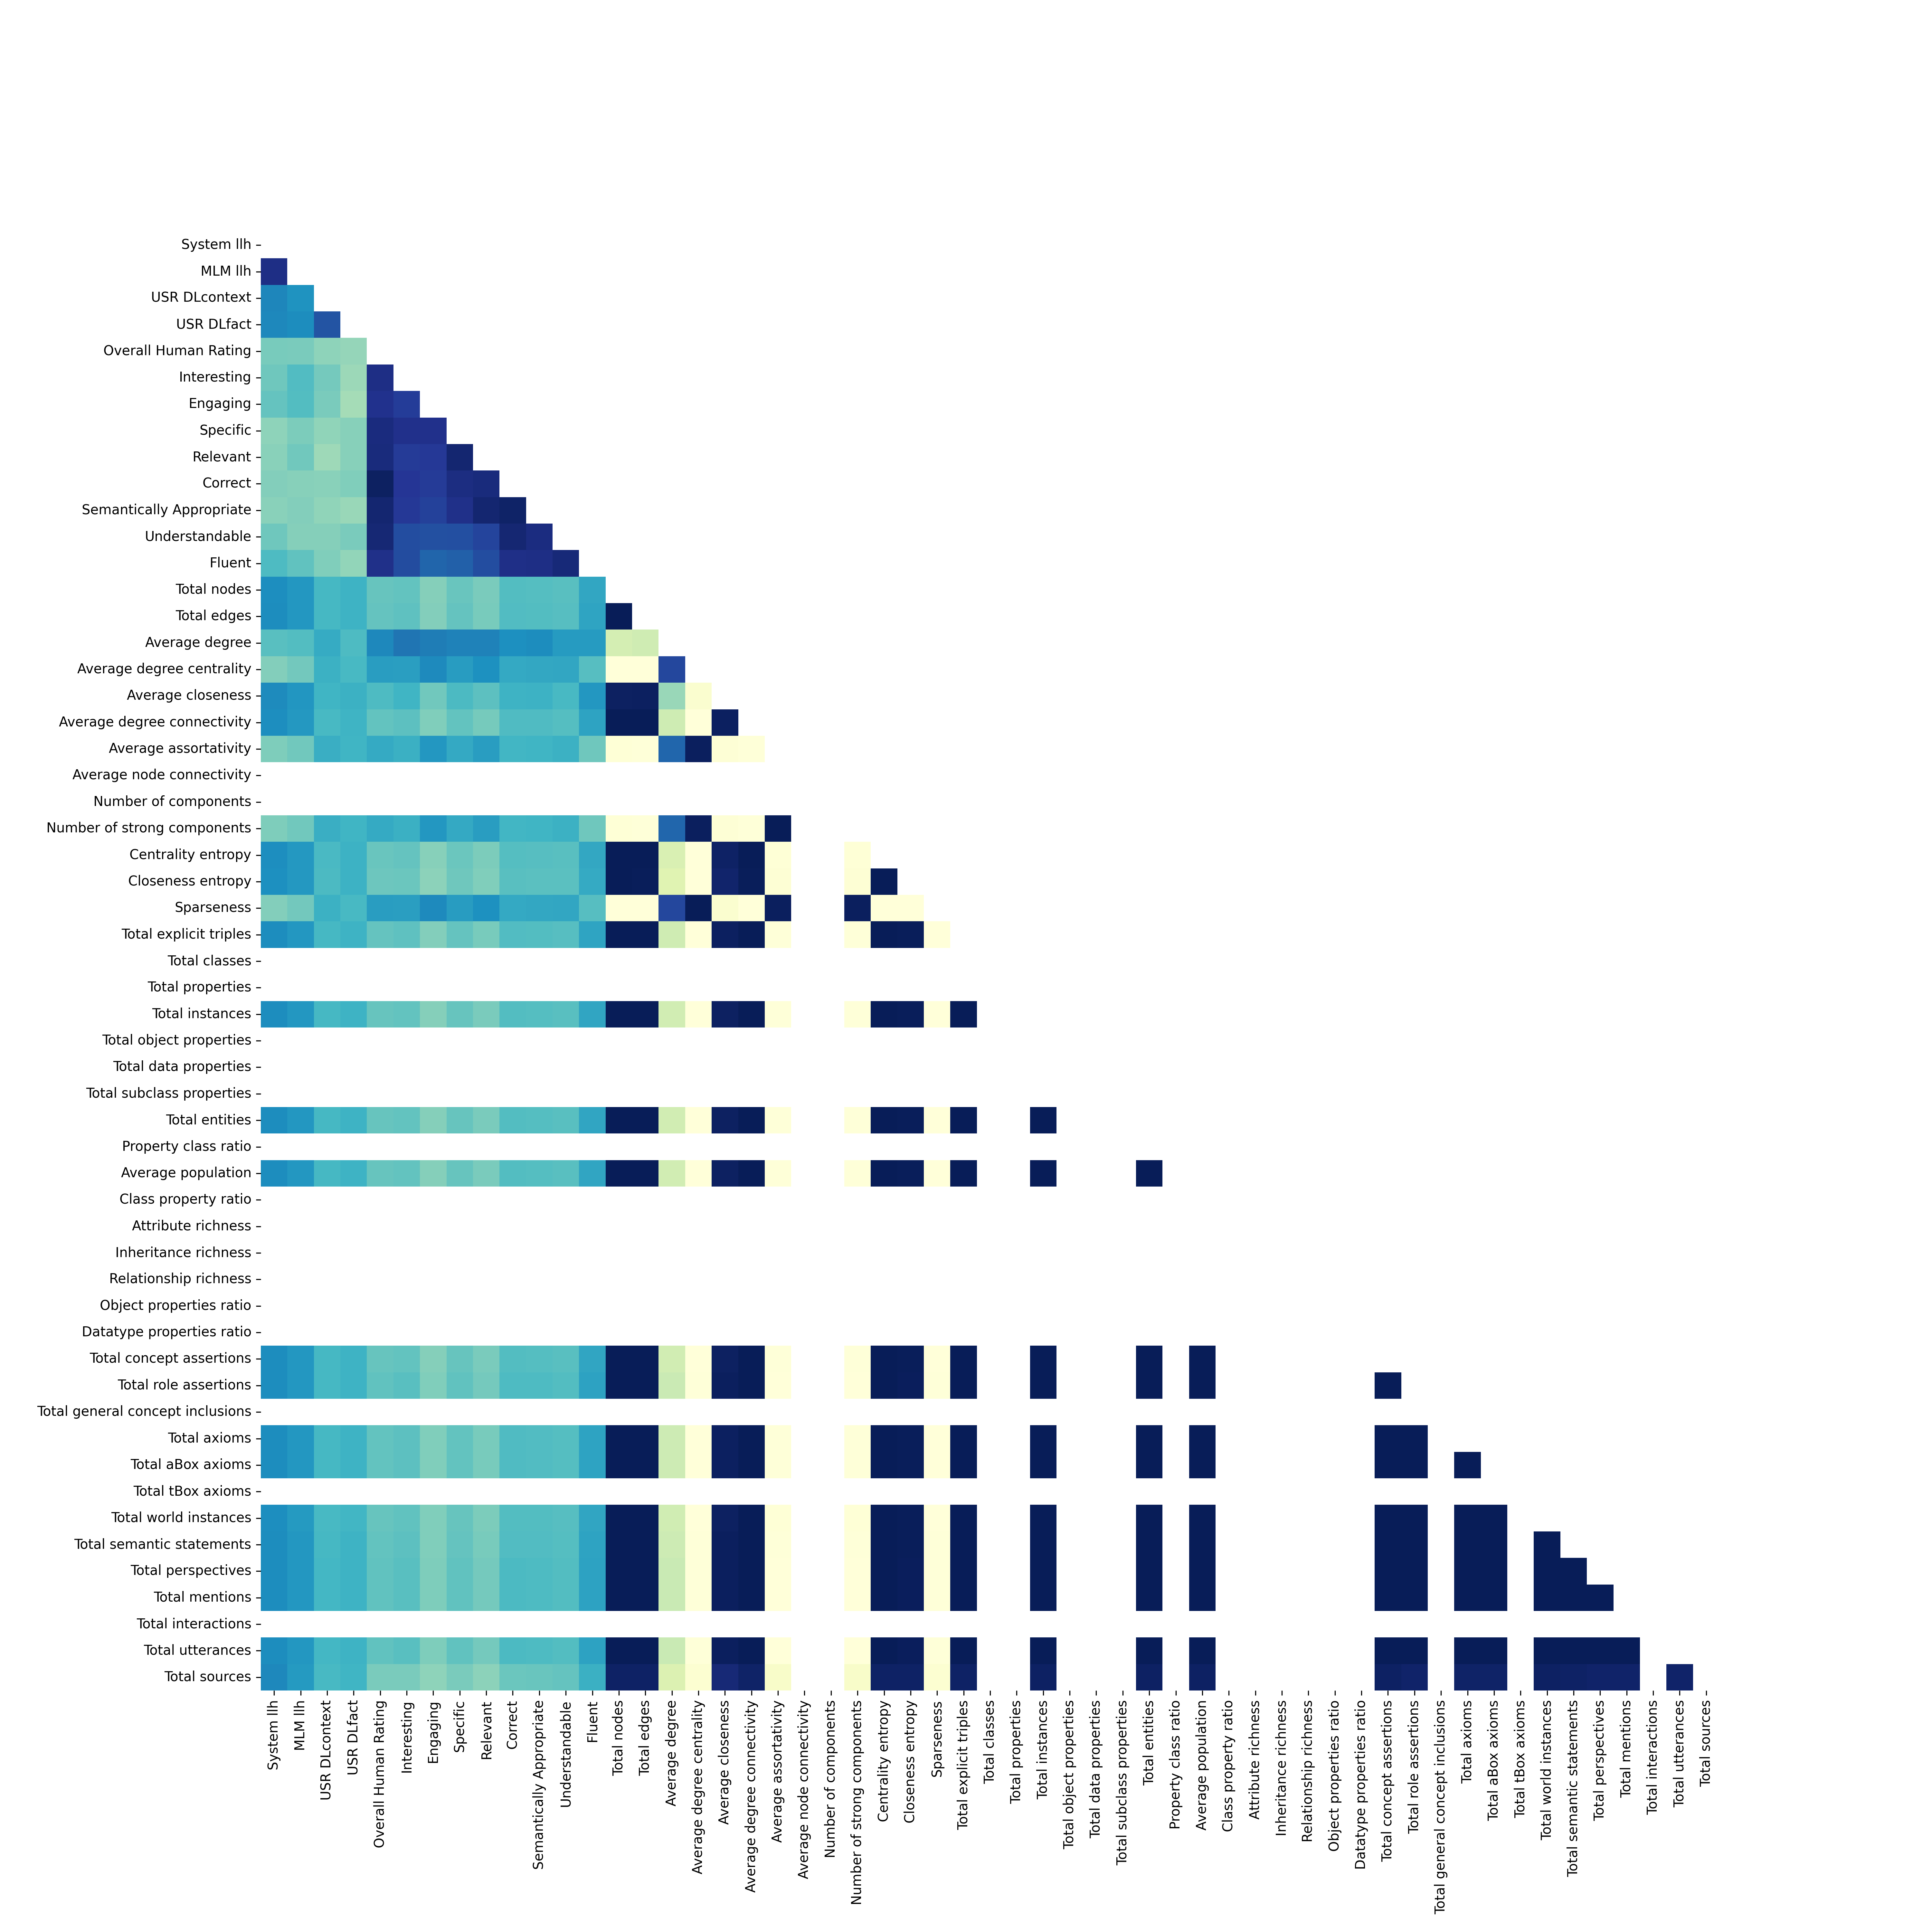 System llh
MLM llh
USR DLcontext
USR DLfact
Overall Human Rating
Interesting
Engaging
Specific
Relevant
Correct
Semantically Appropriate
Understandable
Fluent
Total nodes
Total edges
Average degree
Average degree centrality
Average closeness
Average degree connectivity
Average assortativity
Average node connectivity
Number of components
Number of strong components
Centrality entropy
Closeness entropy
Sparseness
Total explicit triples
Total classes
Total properties
Total instances
Total object properties
Total data properties
Total subclass properties
Total entities
Property class ratio
Average population
Class property ratio
Attribute richness
Inheritance richness
Relationship richness
Object properties ratio
Datatype properties ratio
Total concept assertions
Total role assertions
Total general concept inclusions
Total axioms
Total aBox axioms
Total tBox axioms
Total world instances
Total semantic statements
Total perspectives
Total mentions
Total interactions
Total utterances
Total sources
System llh
MLM llh
USR DLcontext
USR DLfact
Overall Human Rating
Interesting
Engaging
Specific
Relevant
Correct
Semantically Appropriate
Understandable
Fluent
Total nodes
Total edges
Average degree
Average degree centrality
Average closeness
Average degree connectivity
Average assortativity
Average node connectivity
Number of components
Number of strong components
Centrality entropy
Closeness entropy
Sparseness
Total explicit triples
Total classes
Total properties
Total instances
Total object properties
Total data properties
Total subclass properties
Total entities
Property class ratio
Average population
Class property ratio
Attribute richness
Inheritance richness
Relationship richness
Object properties ratio
Datatype properties ratio
Total concept assertions
Total role assertions
Total general concept inclusions
Total axioms
Total aBox axioms
Total tBox axioms
Total world instances
Total semantic statements
Total perspectives
Total mentions
Total interactions
Total utterances
Total sources